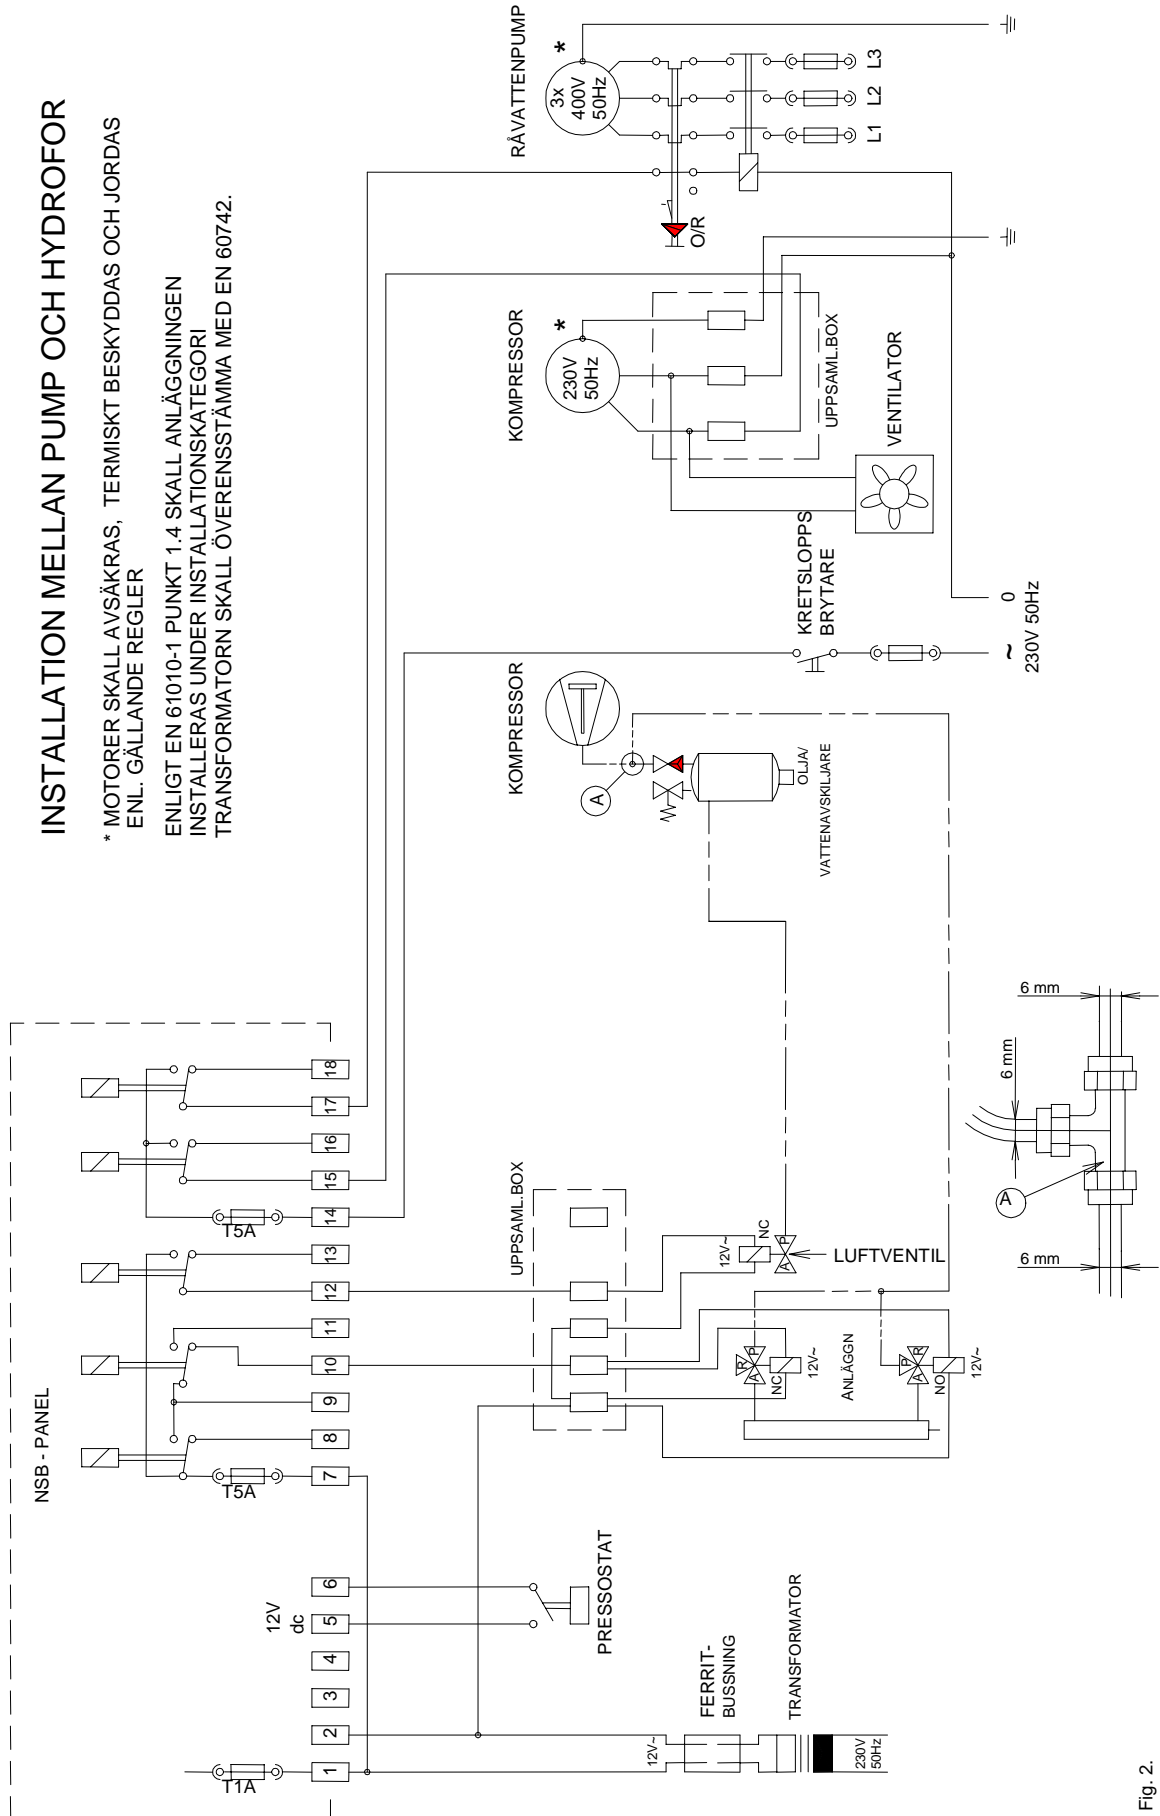 INSTALLATION MELLAN PUMP OCH HYDROFOR
* MOTORER SKALL AVSÄKRAS, TERMISKT BESKYDDAS OCH JORDAS
ENL. GÄLLANDE REGLER
ENLIGT EN 61010-1 PUNKT 1.4 SKALL ANLÄGGNINGEN
INSTALLERAS UNDER INSTALLATIONSKATEGORI
TRANSFORMATORN SKALL ÖVERENSSTÄMMA MED EN 60742.
NSB - PANEL
T1A
T5A
T5A
12V
dc
1
2
3
4
5
6
7
8
9
10
11
12
13
14
15
16
17
18
UPPSAML.BOX
PRESSOSTAT
FERRIT-
BUSSNING
TRANSFORMATOR
12V~
230V
50Hz
12V~
NC
A P
LUFTVENTIL
R
A P
NC
12V~
ANLÄGGN
P
A R
NO
12V~
KOMPRESSOR
A
OLJA/
VATTENAVSKILJARE
KRETSLOPPS
BRYTARE
~
0
230V 50Hz
KOMPRESSOR
*
230V
50Hz
UPPSAML.BOX
VENTILATOR
RÅVATTENPUMP
*
3x
400V
50Hz
O/R
L1
L2
L3
6 mm
6 mm
6 mm
A
Fig. 2.